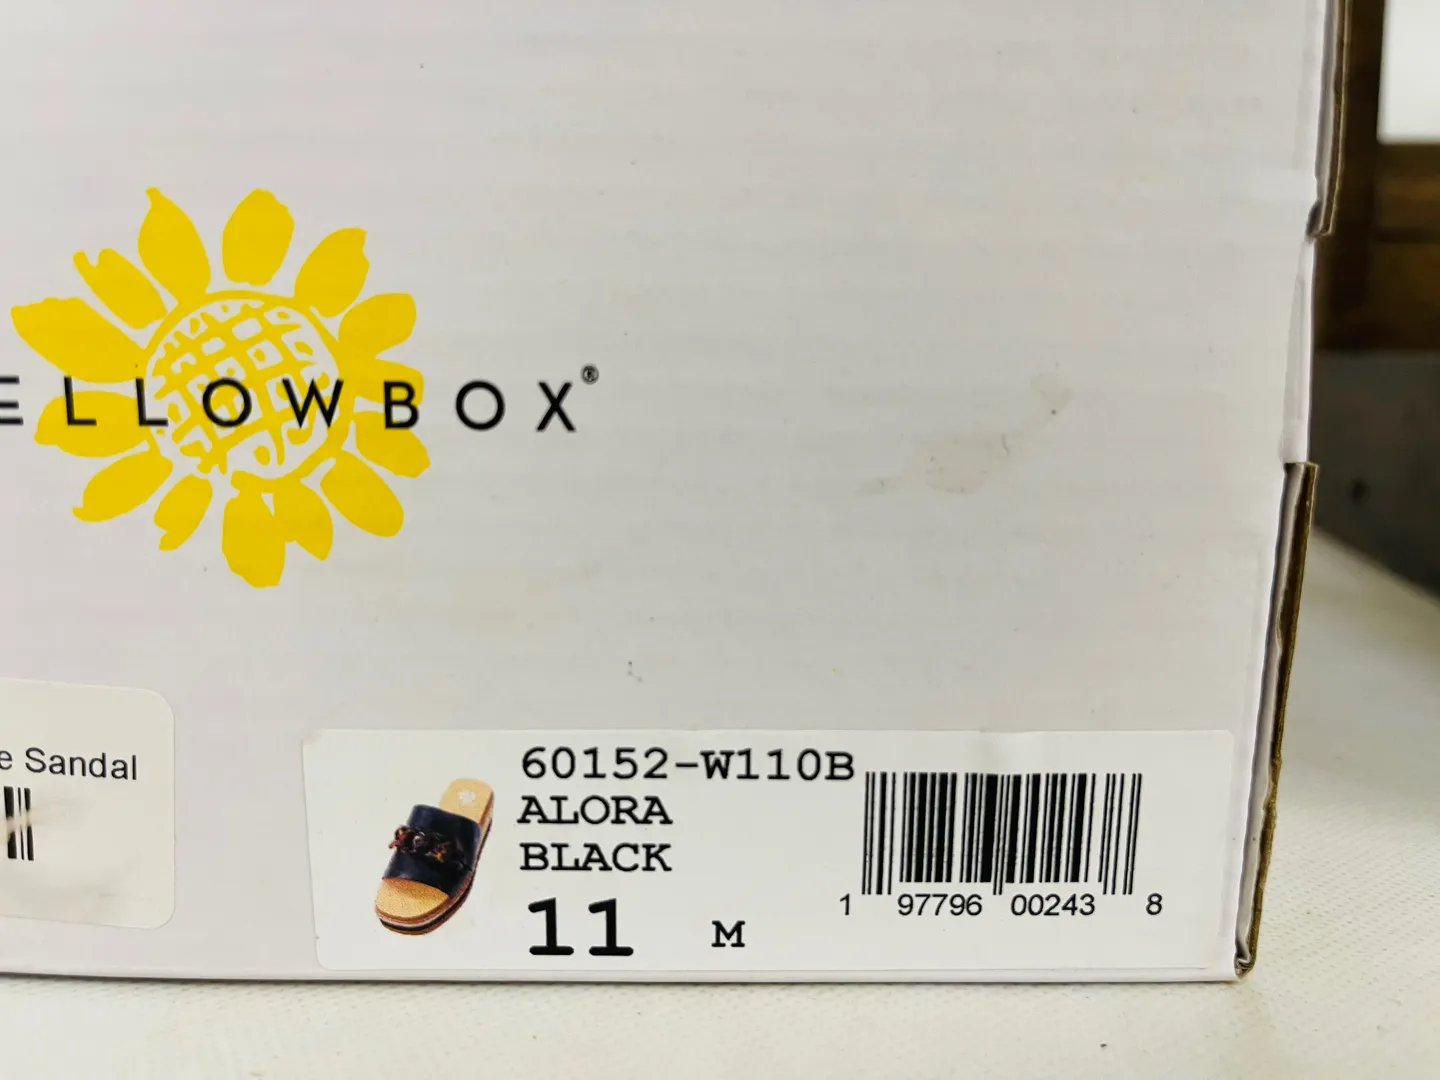 ELLOWBOX®
e Sandal
60152-W110B
ALORA
BLACK
11 M
1 97796 00243 8